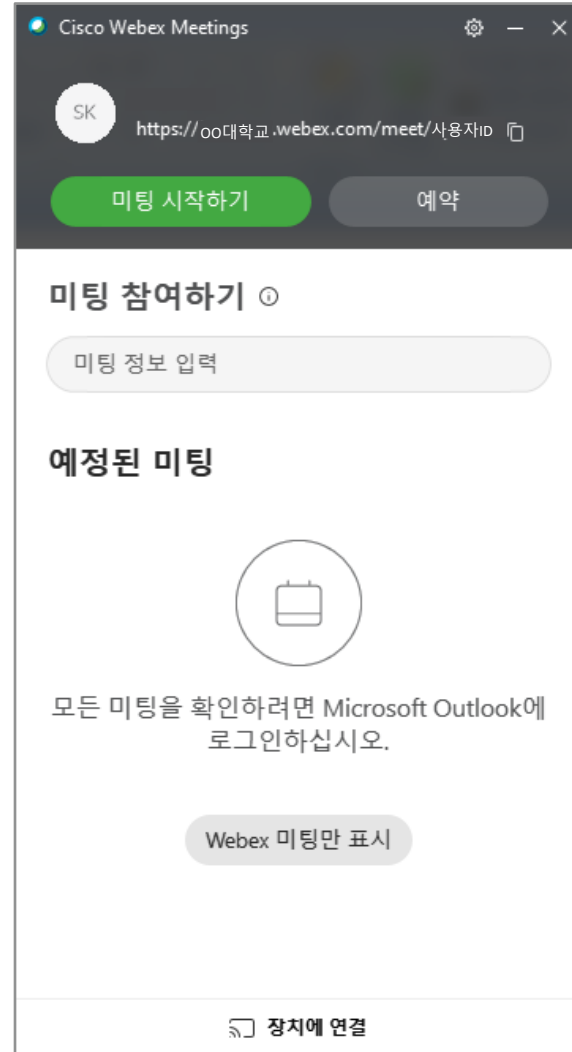 Cisco Webex Meetings
SK
https://oo대학교.webex.com/meet/사용자ID
미팅 시작하기
예약
미팅 참여하기
미팅 정보 입력
예정된 미팅
모든 미팅을 확인하려면 Microsoft Outlook에
로그인하십시오.
Webex 미팅만 표시
장치에 연결